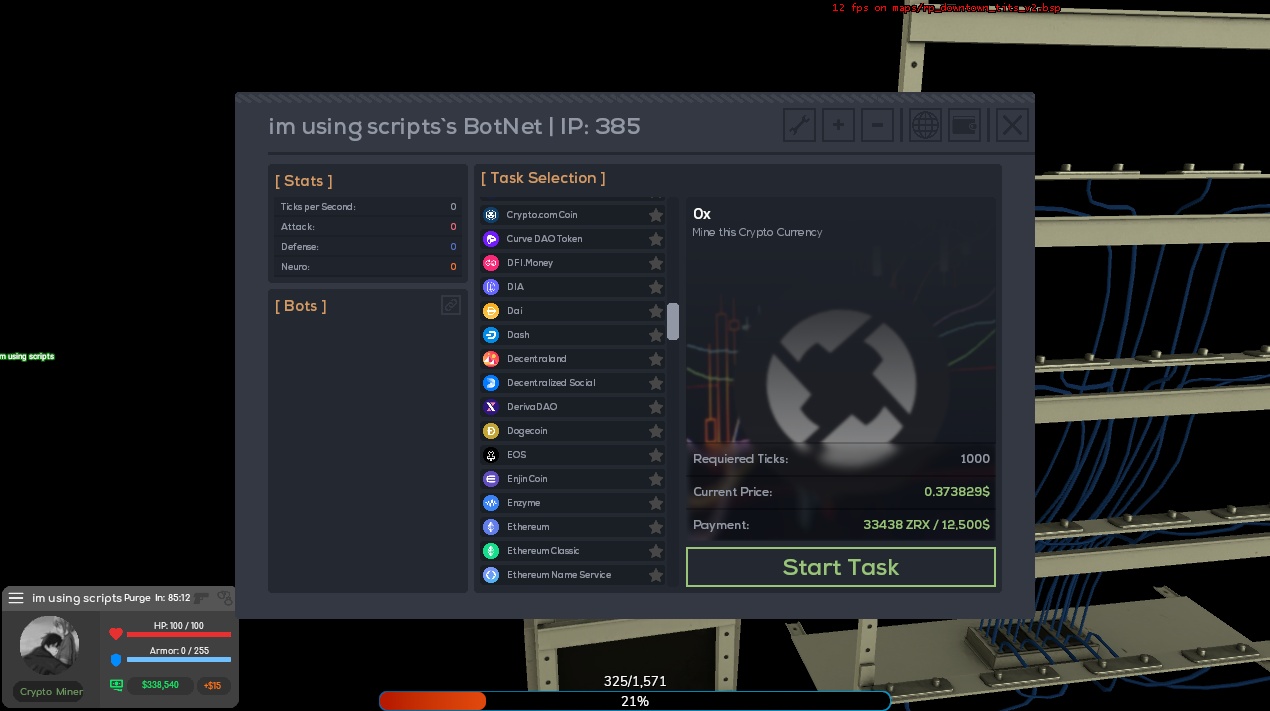 12 fps on maps/rp_downtown_tits_v2.bsp
im using scripts`s BotNet | IP: 385
[ Stats ]
Ticks per Second: 0
Attack: 0
Defense: 0
Neuro: 0
[ Bots ]
[ Task Selection ]
Crypto.com Coin
Curve DAO Token
DFI.Money
DIA
Dai
Dash
Decentraland
Decentralized Social
DerivaDAO
Dogecoin
EOS
Enjin Coin
Enzyme
Ethereum
Ethereum Classic
Ethereum Name Service
0x
Mine this Crypto Currency
Requiered Ticks: 1000
Current Price: 0.373829$
Payment: 33438 ZRX / 12,500$
Start Task
m using scripts
im using scripts Purge In: 85:12
HP: 100 / 100
Armor: 0 / 255
Crypto Miner
$338,540
+$15
325/1,571
21%